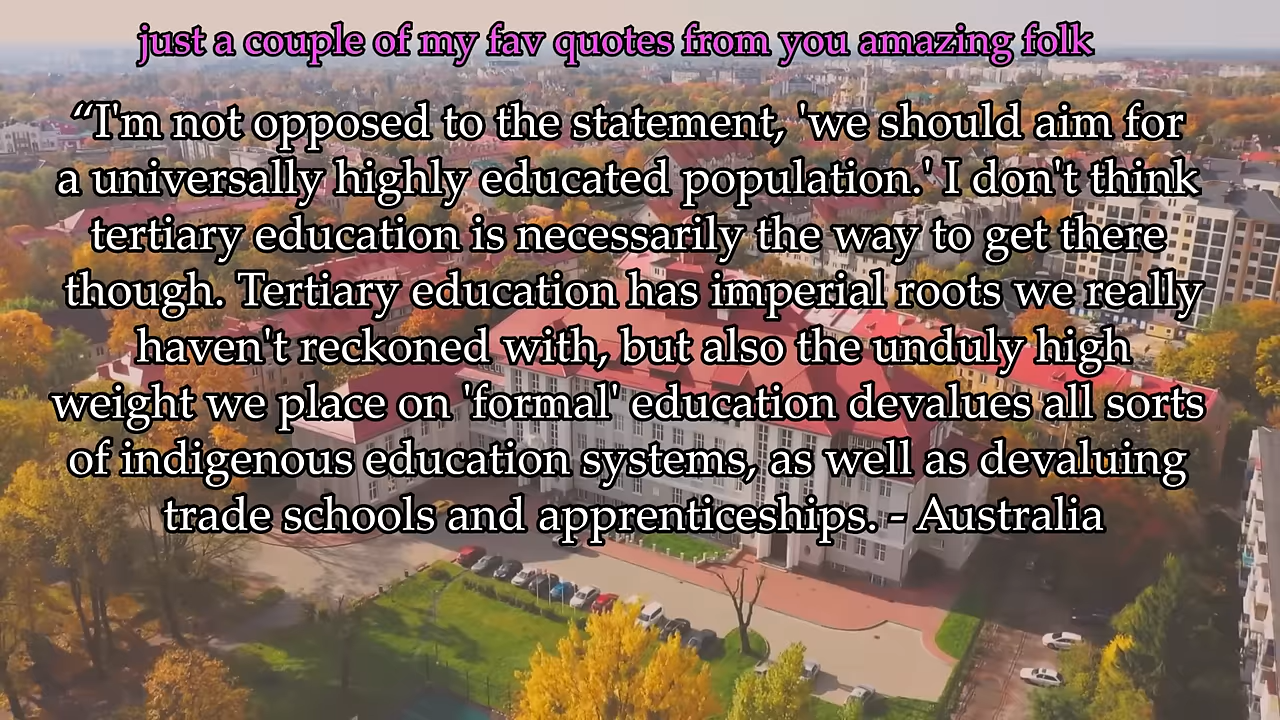 just a couple of my fav quotes from you amazing folk
“I'm not opposed to the statement, 'we should aim for
a universally highly educated population.' I don't think
tertiary education is necessarily the way to get there
though. Tertiary education has imperial roots we really
haven't reckoned with, but also the unduly high
weight we place on 'formal' education devalues all sorts
of indigenous education systems, as well as devaluing
trade schools and apprenticeships. - Australia